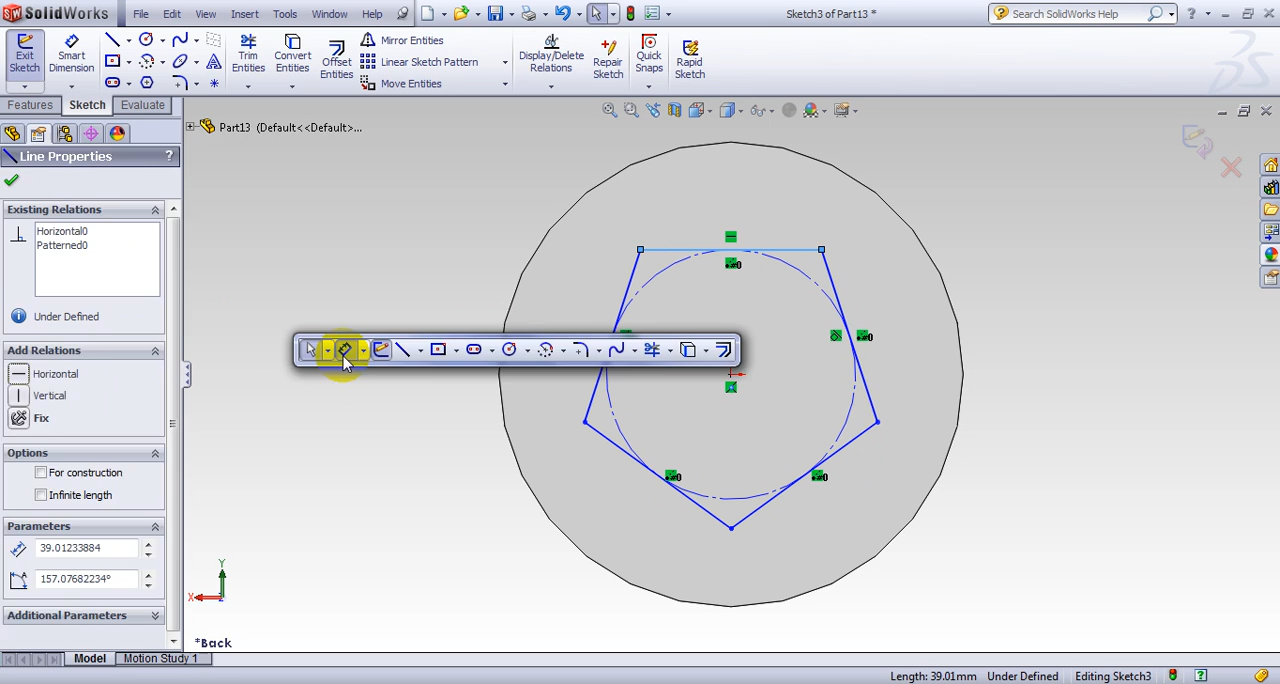 SolidWorks File Edit View Insert Tools Window Help Sketch3 of Part13 * Search SolidWorks Help
Exit Sketch
Smart Dimension
Trim Entities
Convert Entities
Offset Entities
Mirror Entities
Linear Sketch Pattern
Move Entities
Display/Delete Relations
Repair Sketch
Quick Snaps
Rapid Sketch
Features Sketch Evaluate
Part13 (Default<<Default>...
Line Properties ?
Existing Relations
Horizontal0
Patterned0
Under Defined
Add Relations
Horizontal
Vertical
Fix
Options
For construction
Infinite length
Parameters
39.01233884
157.07682234°
Additional Parameters
Y
X
*Back
Model Motion Study 1
Length: 39.01mm Under Defined Editing Sketch3